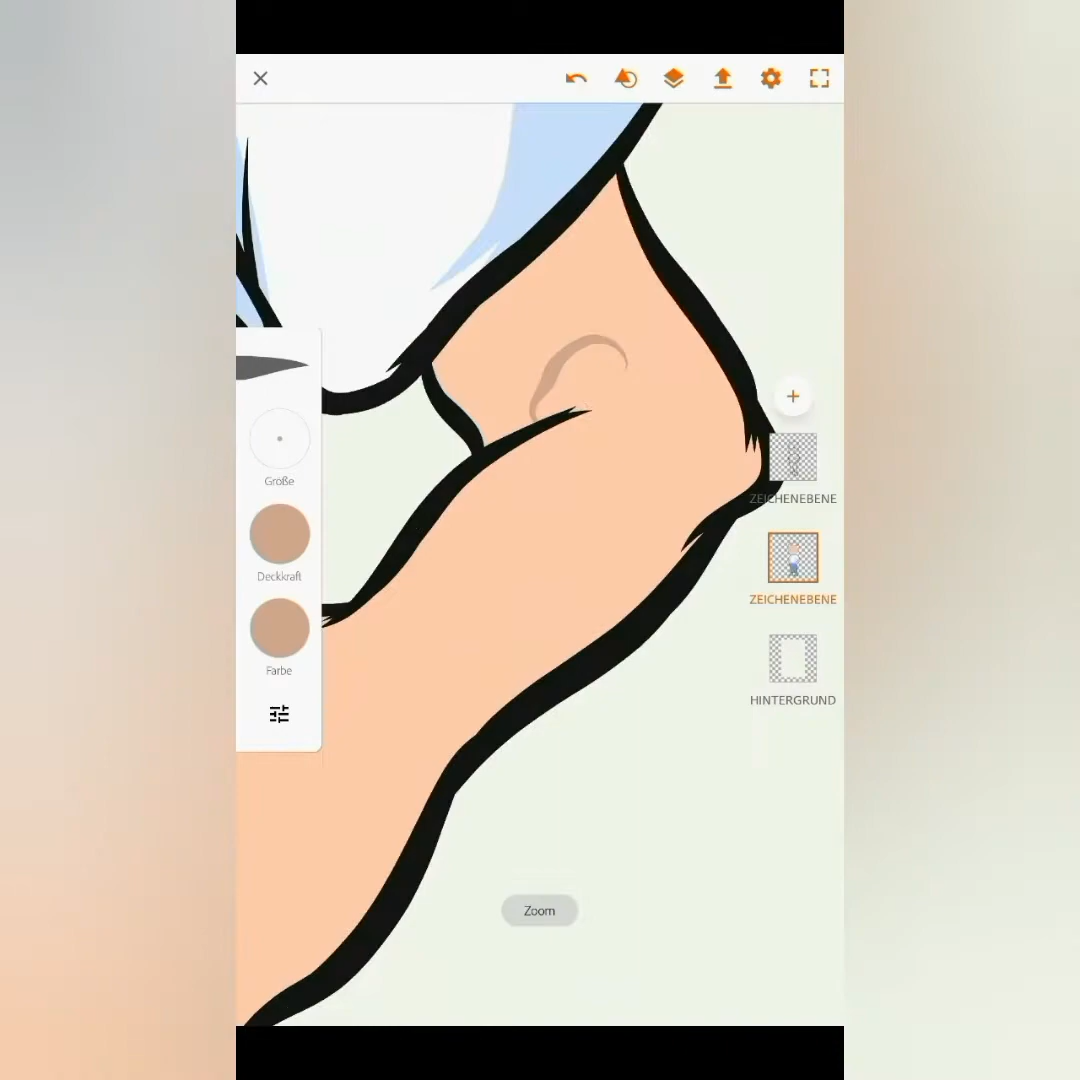 Größe
Deckkraft
Farbe
ZEICHENEBENE
ZEICHENEBENE
HINTERGRUND
Zoom